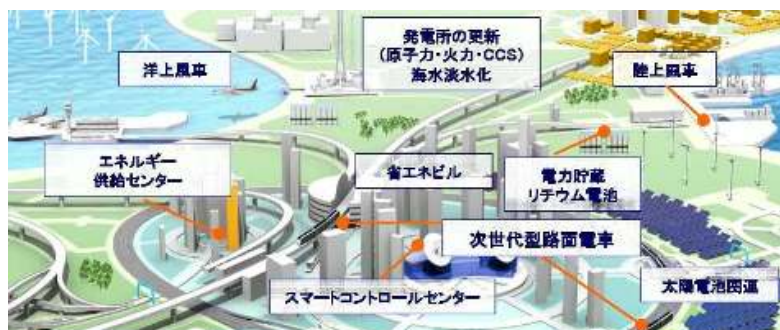 発電所の更新
(原子力・火力・CCS)
海水淡水化
洋上風車
陸上風車
エネルギー
供給センター
省エネビル
電力貯蔵
リチウム電池
次世代型路面電車
スマートコントロールセンター
太陽電池関連